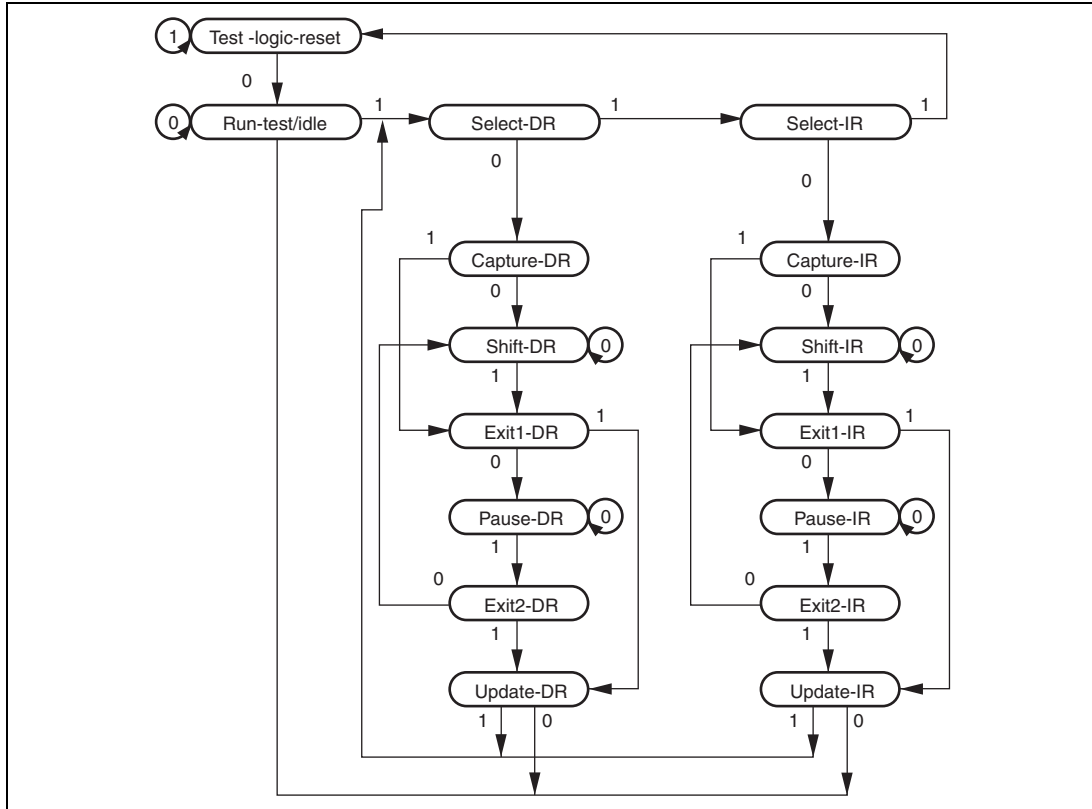 1 Test -logic-reset
0
0 Run-test/idle 1 Select-DR 1 Select-IR 1
0 0
1 1
Capture-DR Capture-IR
0 0
Shift-DR 0 Shift-IR 0
1 1
1 1
Exit1-DR Exit1-IR
0 0
Pause-DR 0 Pause-IR 0
1 1
0 0
Exit2-DR Exit2-IR
1 1
Update-DR Update-IR
1 0 1 0